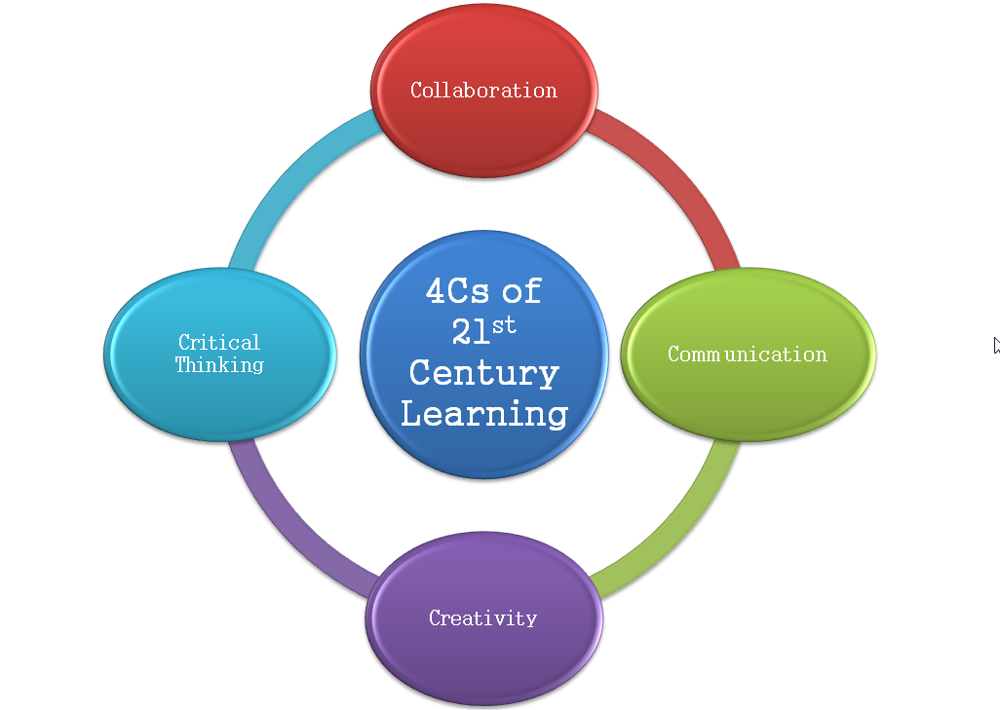 Collaboration
4Cs of
21st
Century
Learning
Critical
Thinking
Communication
Creativity